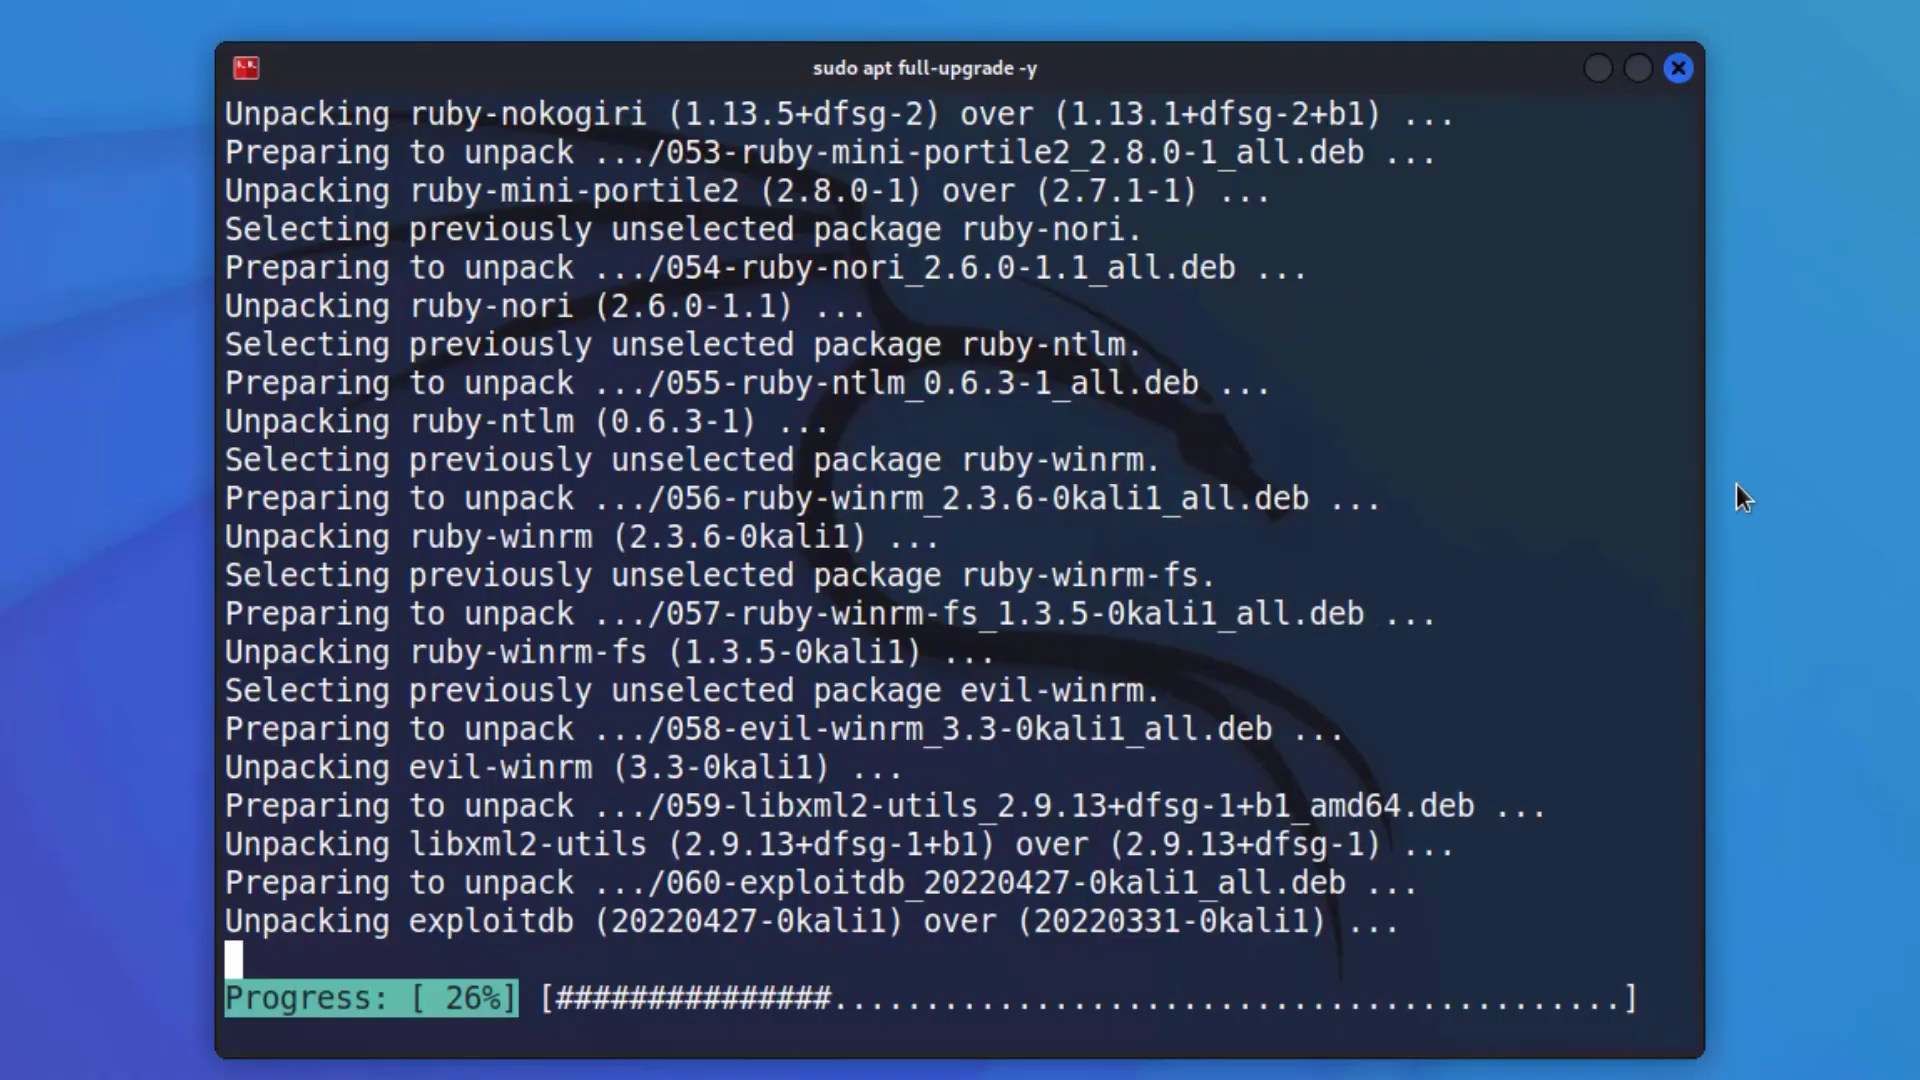 sudo apt full-upgrade -y
Unpacking ruby-nokogiri (1.13.5+dfsg-2) over (1.13.1+dfsg-2+b1) ...
Preparing to unpack .../053-ruby-mini-portile2_2.8.0-1_all.deb ...
Unpacking ruby-mini-portile2 (2.8.0-1) over (2.7.1-1) ...
Selecting previously unselected package ruby-nori.
Preparing to unpack .../054-ruby-nori_2.6.0-1.1_all.deb ...
Unpacking ruby-nori (2.6.0-1.1) ...
Selecting previously unselected package ruby-ntlm.
Preparing to unpack .../055-ruby-ntlm_0.6.3-1_all.deb ...
Unpacking ruby-ntlm (0.6.3-1) ...
Selecting previously unselected package ruby-winrm.
Preparing to unpack .../056-ruby-winrm_2.3.6-0kali1_all.deb ...
Unpacking ruby-winrm (2.3.6-0kali1) ...
Selecting previously unselected package ruby-winrm-fs.
Preparing to unpack .../057-ruby-winrm-fs_1.3.5-0kali1_all.deb ...
Unpacking ruby-winrm-fs (1.3.5-0kali1) ...
Selecting previously unselected package evil-winrm.
Preparing to unpack .../058-evil-winrm_3.3-0kali1_all.deb ...
Unpacking evil-winrm (3.3-0kali1) ...
Preparing to unpack .../059-libxml2-utils_2.9.13+dfsg-1+b1_amd64.deb ...
Unpacking libxml2-utils (2.9.13+dfsg-1+b1) over (2.9.13+dfsg-1) ...
Preparing to unpack .../060-exploitdb_20220427-0kali1_all.deb ...
Unpacking exploitdb (20220427-0kali1) over (20220331-0kali1) ...
Progress: [ 26%] [###############...........................................]